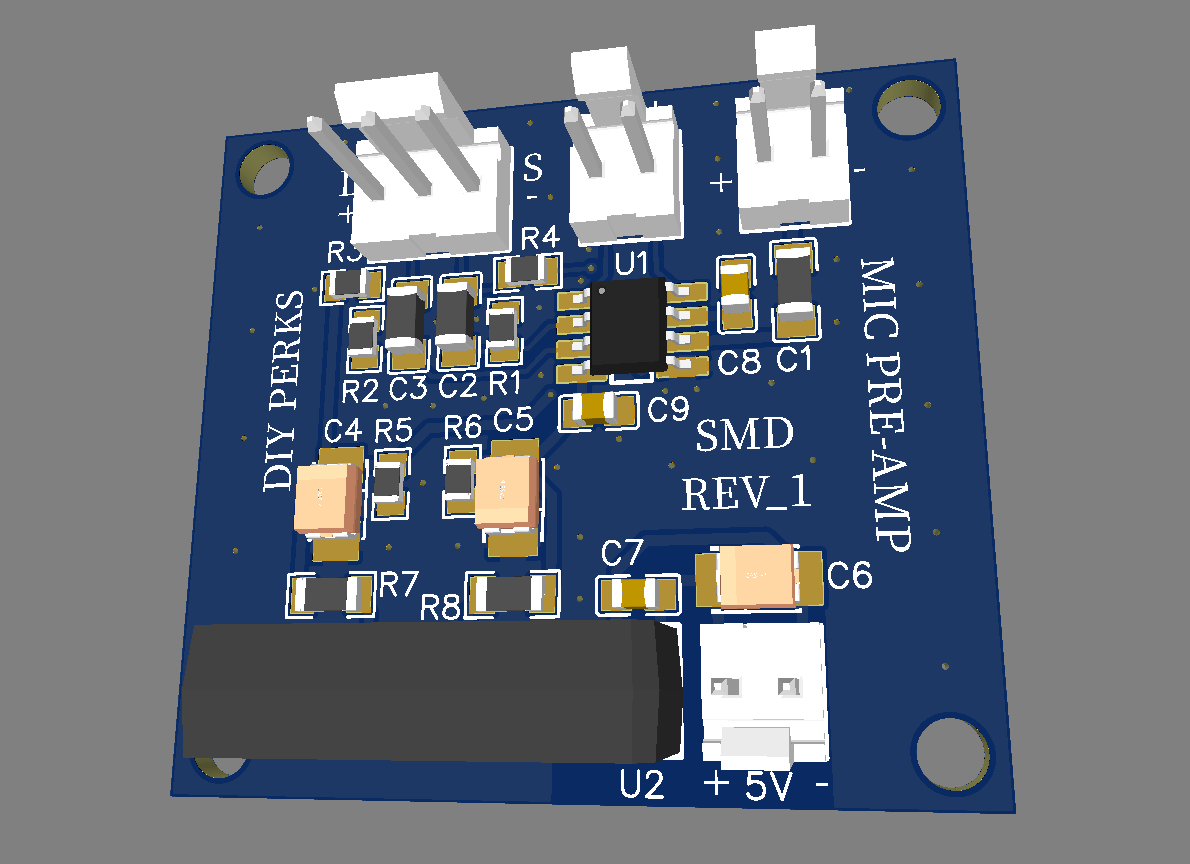 S
+
-
+
-
R3
R4
U1
R2
C3
C2
R1
C8
C1
C9
DIY PERKS
MIC PRE-AMP
C4
R5
R6
C5
SMD
REV_1
C7
C6
R7
R8
U2
+ 5V -